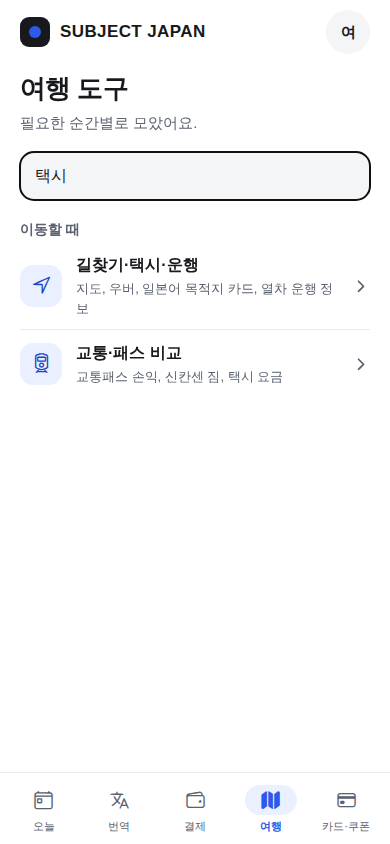 SUBJECT JAPAN
여
여행 도구
필요한 순간별로 모았어요.
택시
이동할 때
길찾기·택시·운행
지도, 우버, 일본어 목적지 카드, 열차 운행 정
보
교통·패스 비교
교통패스 손익, 신칸센 짐, 택시 요금
오늘
번역
결제
여행
카드·쿠폰